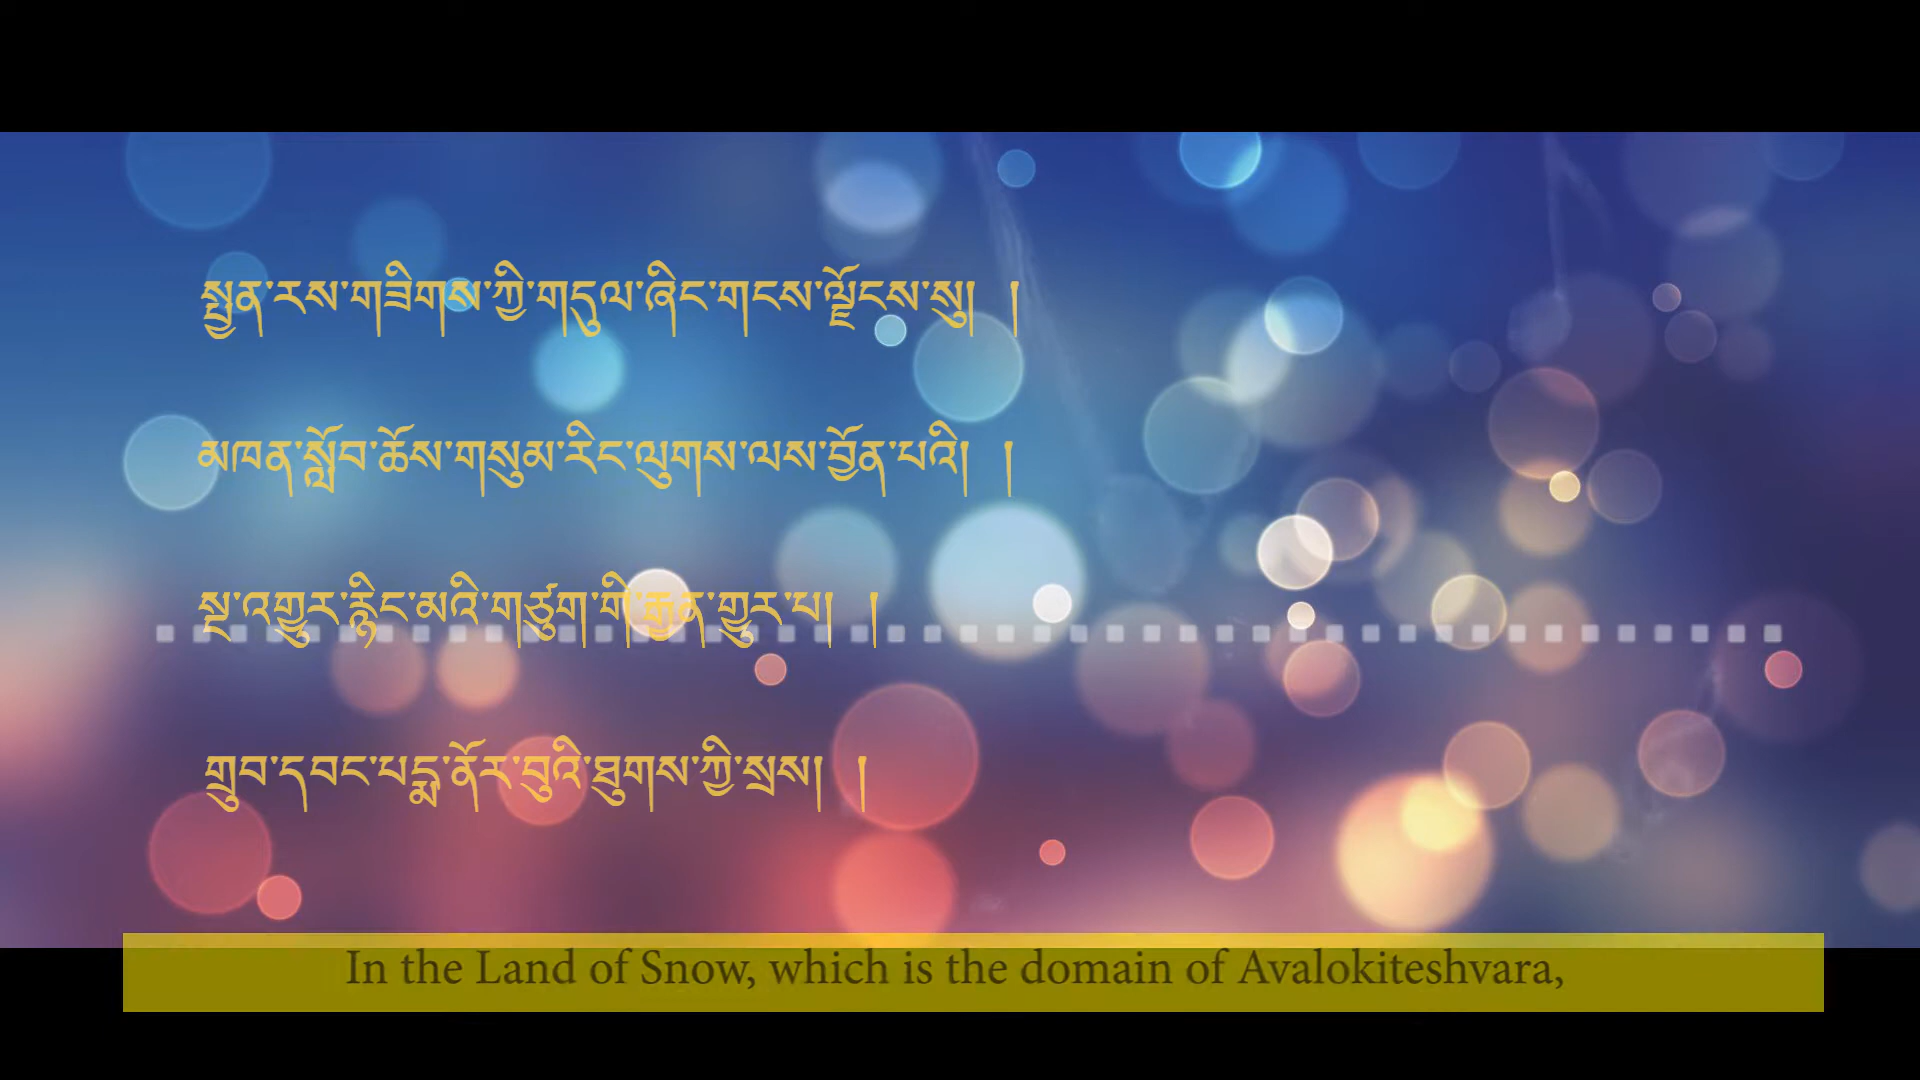 སྤྱན་རས་གཟིགས་ཀྱི་གདུལ་ཞིང་གངས་ལྗོངས་སུ། །
མཁན་སློབ་ཆོས་གསུམ་རིང་ལུགས་ལས་བྱོན་པའི། །
སྔ་འགྱུར་རྙིང་མའི་གཙུག་གི་རྒྱན་གྱུར་པ། །
གྲུབ་དབང་པདྨ་ནོར་བུའི་ཐུགས་ཀྱི་སྲས། །
In the Land of Snow, which is the domain of Avalokiteshvara,